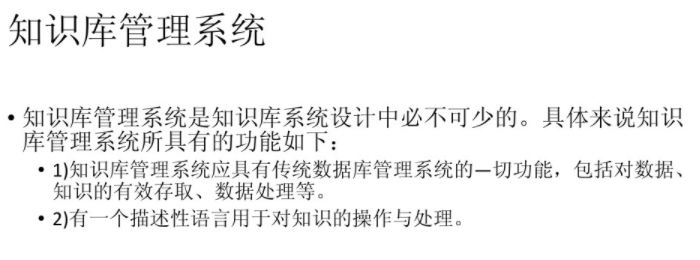 知识库管理系统
• 知识库管理系统是知识库系统设计中必不可少的。具体来说知识
库管理系统所具有的功能如下：
• 1)知识库管理系统应具有传统数据库管理系统的一切功能，包括对数据、
知识的有效存取、数据处理等。
• 2)有一个描述性语言用于对知识的操作与处理。